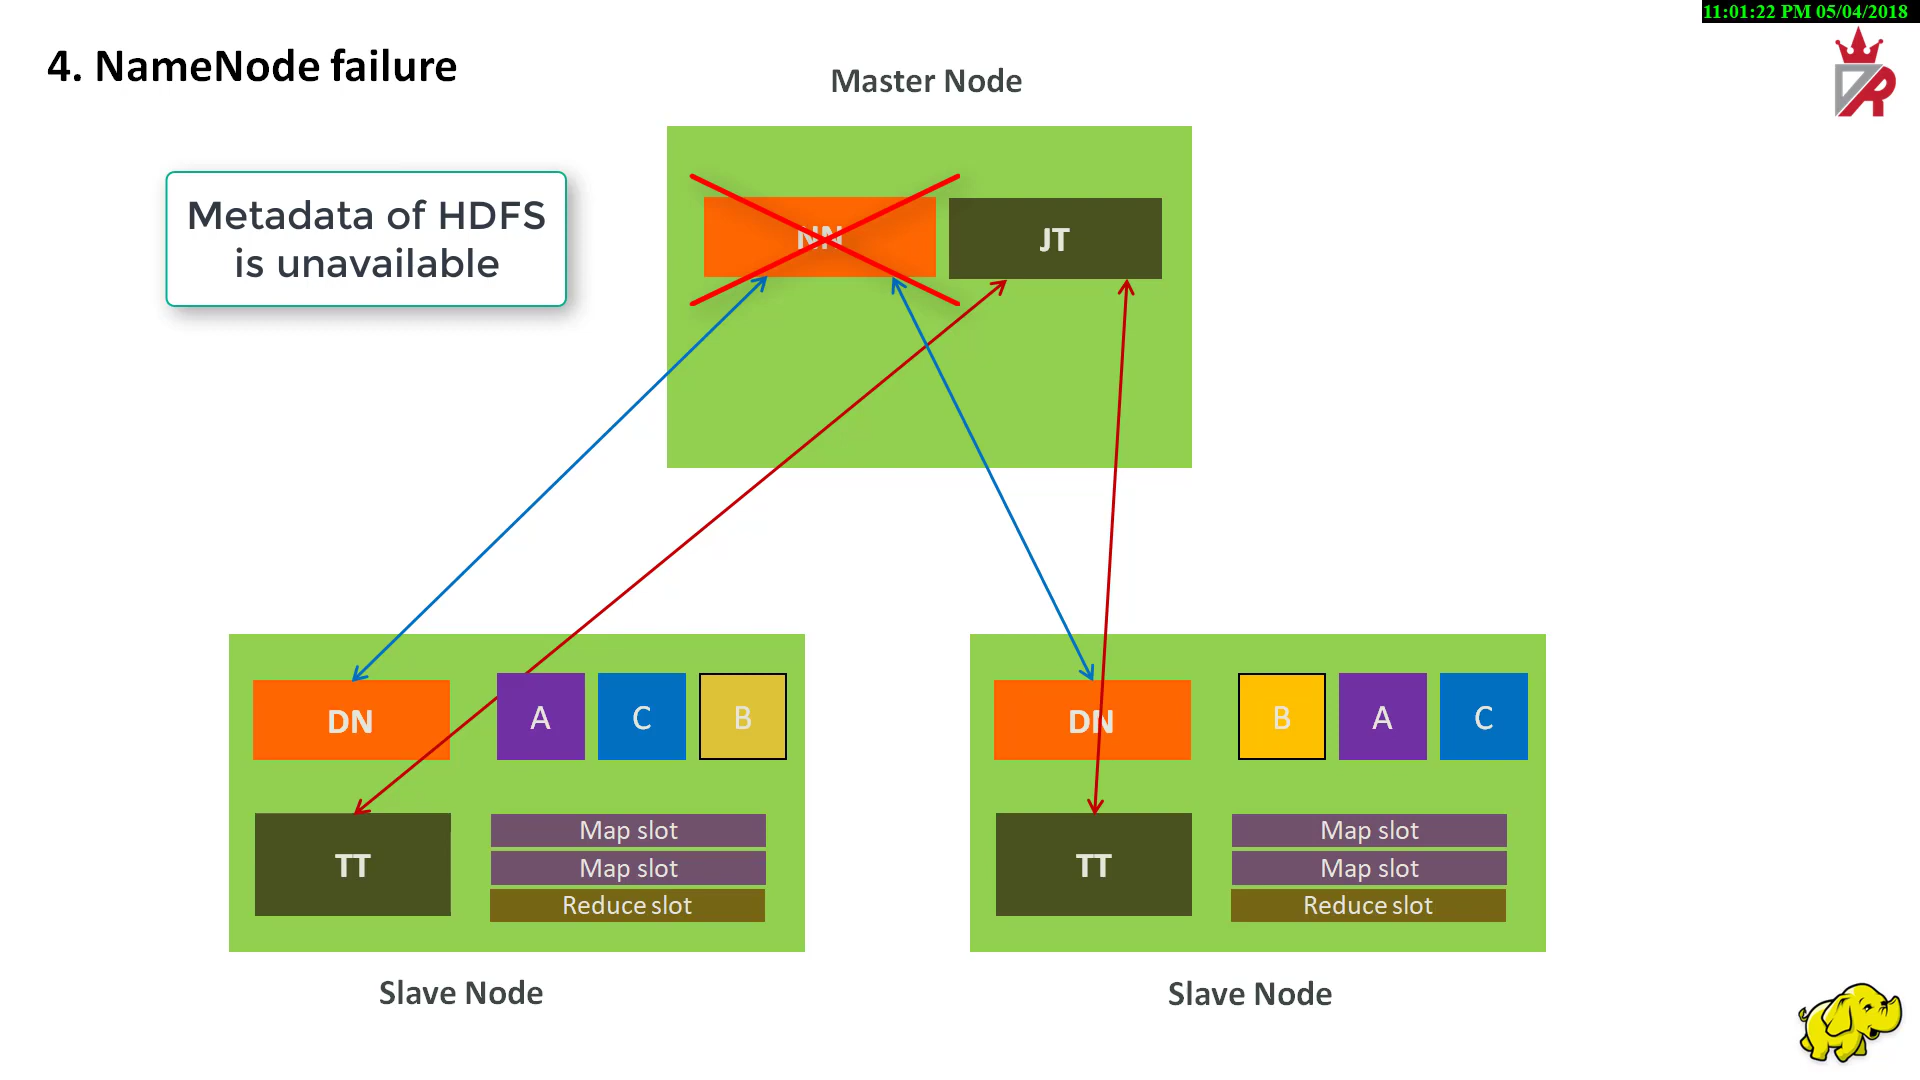 11:01:22 PM 05/04/2018
4. NameNode failure
Master Node
Metadata of HDFS
is unavailable
NN
JT
DN
A
C
B
TT
Map slot
Map slot
Reduce slot
Slave Node
DN
B
A
C
TT
Map slot
Map slot
Reduce slot
Slave Node